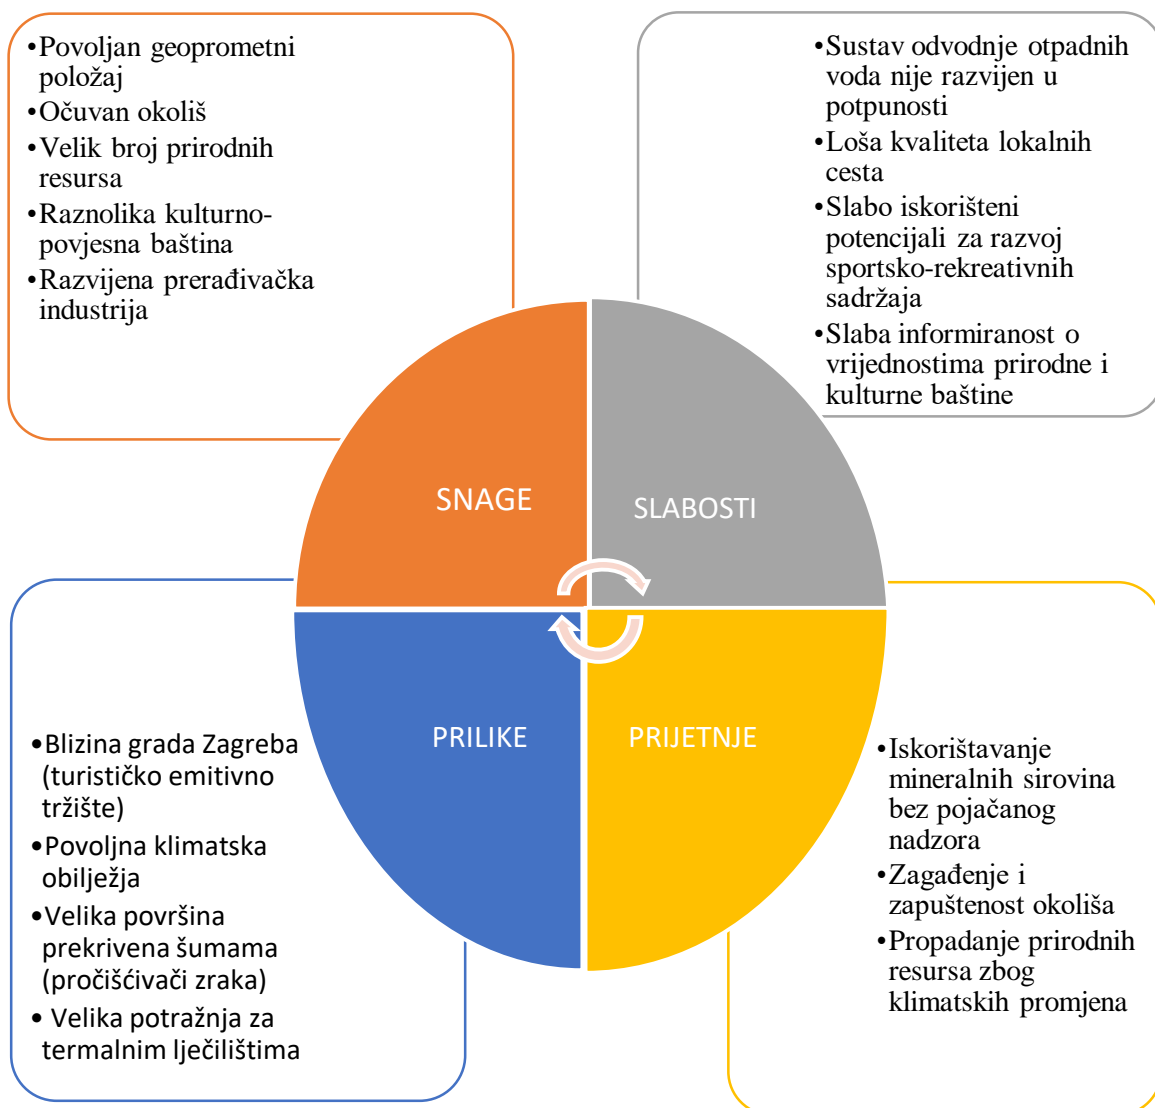 •Povoljan geoprometni
položaj
•Očuvan okoliš
•Velik broj prirodnih
resursa
•Raznolika kulturno-
povjesna baština
•Razvijena prerađivačka
industrija
•Sustav odvodnje otpadnih
voda nije razvijen u
potpunosti
•Loša kvaliteta lokalnih
cesta
•Slabo iskorišteni
potencijali za razvoj
sportsko-rekreativnih
sadržaja
•Slaba informiranost o
vrijednostima prirodne i
kulturne baštine
SNAGE
SLABOSTI
PRILIKE
PRIJETNJE
•Blizina grada Zagreba
(turističko emitivno
tržište)
•Povoljna klimatska
obilježja
•Velika površina
prekrivena šumama
(pročišćivači zraka)
• Velika potražnja za
termalnim lječilištima
•Iskorištavanje
mineralnih sirovina
bez pojačanog
nadzora
•Zagađenje i
zapuštenost okoliša
•Propadanje prirodnih
resursa zbog
klimatskih promjena